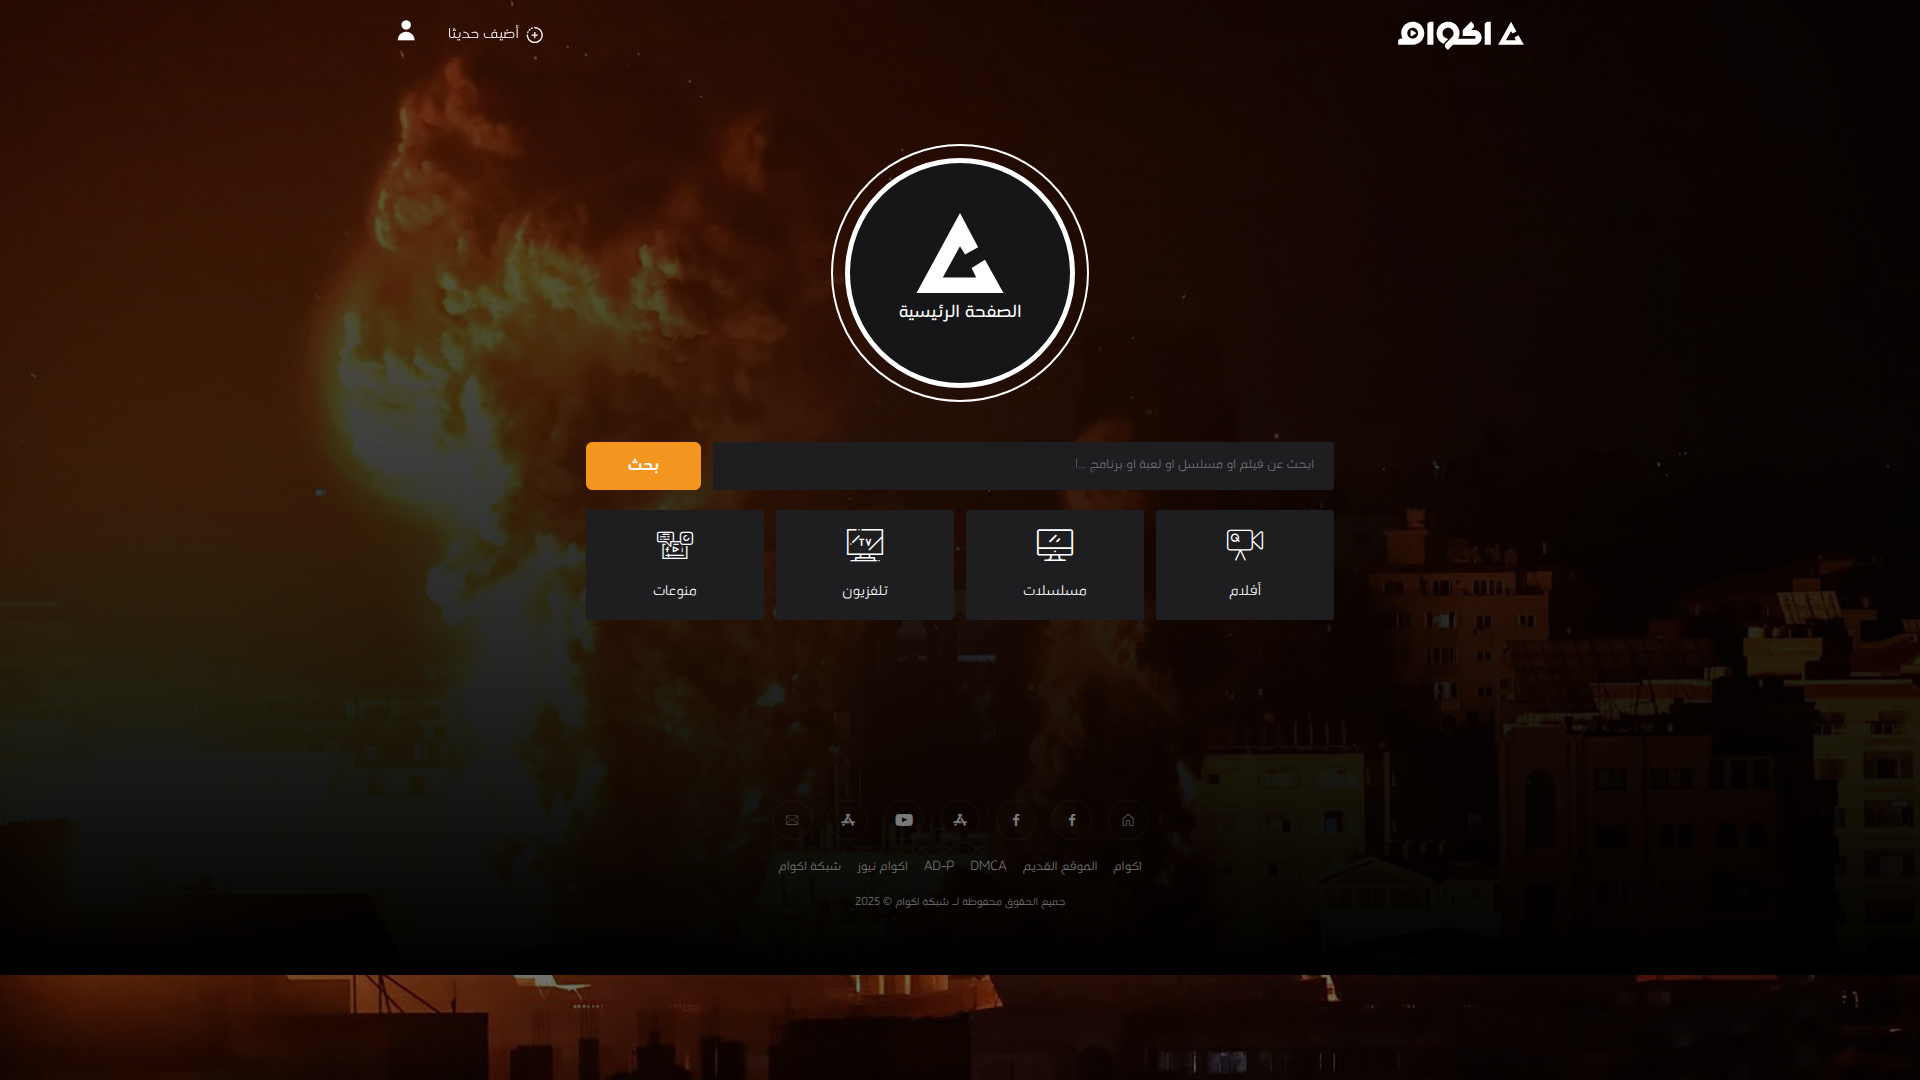 اكوام
أضيف حديثا
الصفحة الرئيسية
ابحث عن فيلم او مسلسل او لعبة او برنامج ...ا
بحث
أفلام
مسلسلات
TV
تلفزيون
منوعات
اكوام
الموقع القديم
DMCA
AD-P
اكوام نيوز
شبكة اكوام
جميع الحقوق محفوظة لـ شبكة اكوام © 2025